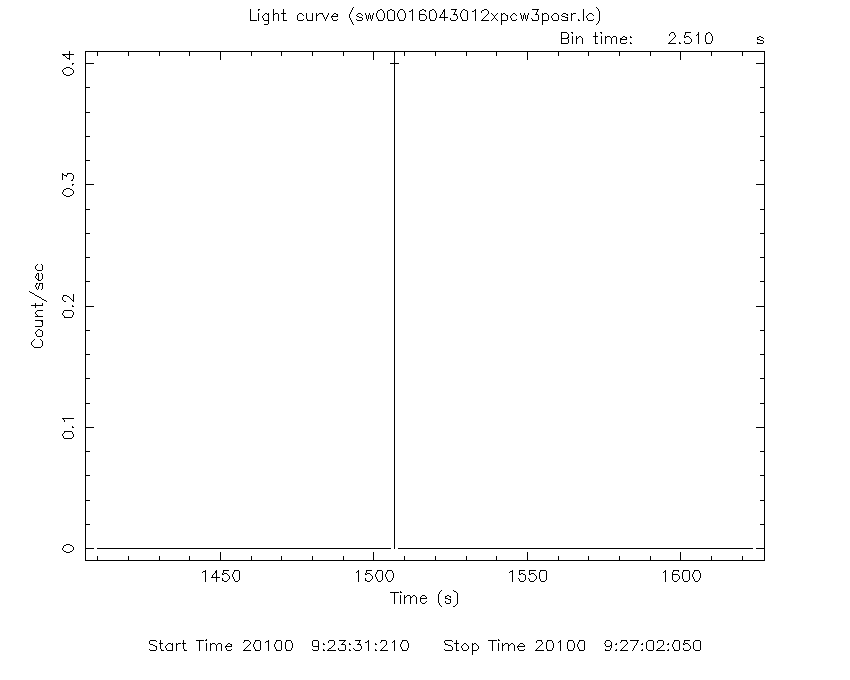 Light curve (sw00016043012xpcw3posr.lc)
Bin time: 2.510 s
0.4
0.3
0.2
0.1
0
Count/sec
1450 1500 1550 1600
Time (s)
Start Time 20100 9:23:31:210 Stop Time 20100 9:27:02:050